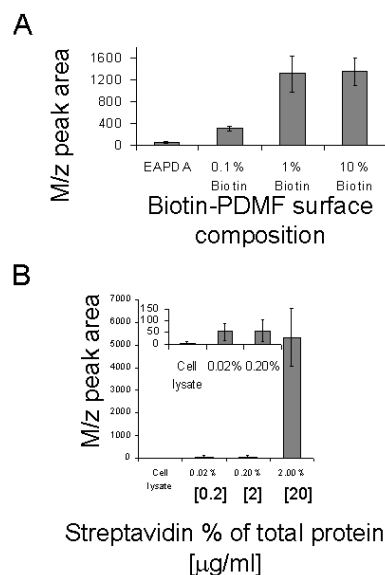 A
M/z peak area
1600
1200
800
400
0
EAPDA 0.1% 1% 10%
Biotin Biotin Biotin
Biotin-PDMF surface
composition
B
M/z peak area
7000
6000
5000
4000
3000
2000
1000
0
150
100
50
0
Cell 0.02% 0.20%
lysate
Cell 0.02% 0.20% 2.00%
lysate [0.2] [2] [20]
Streptavidin % of total protein
[µg/ml]